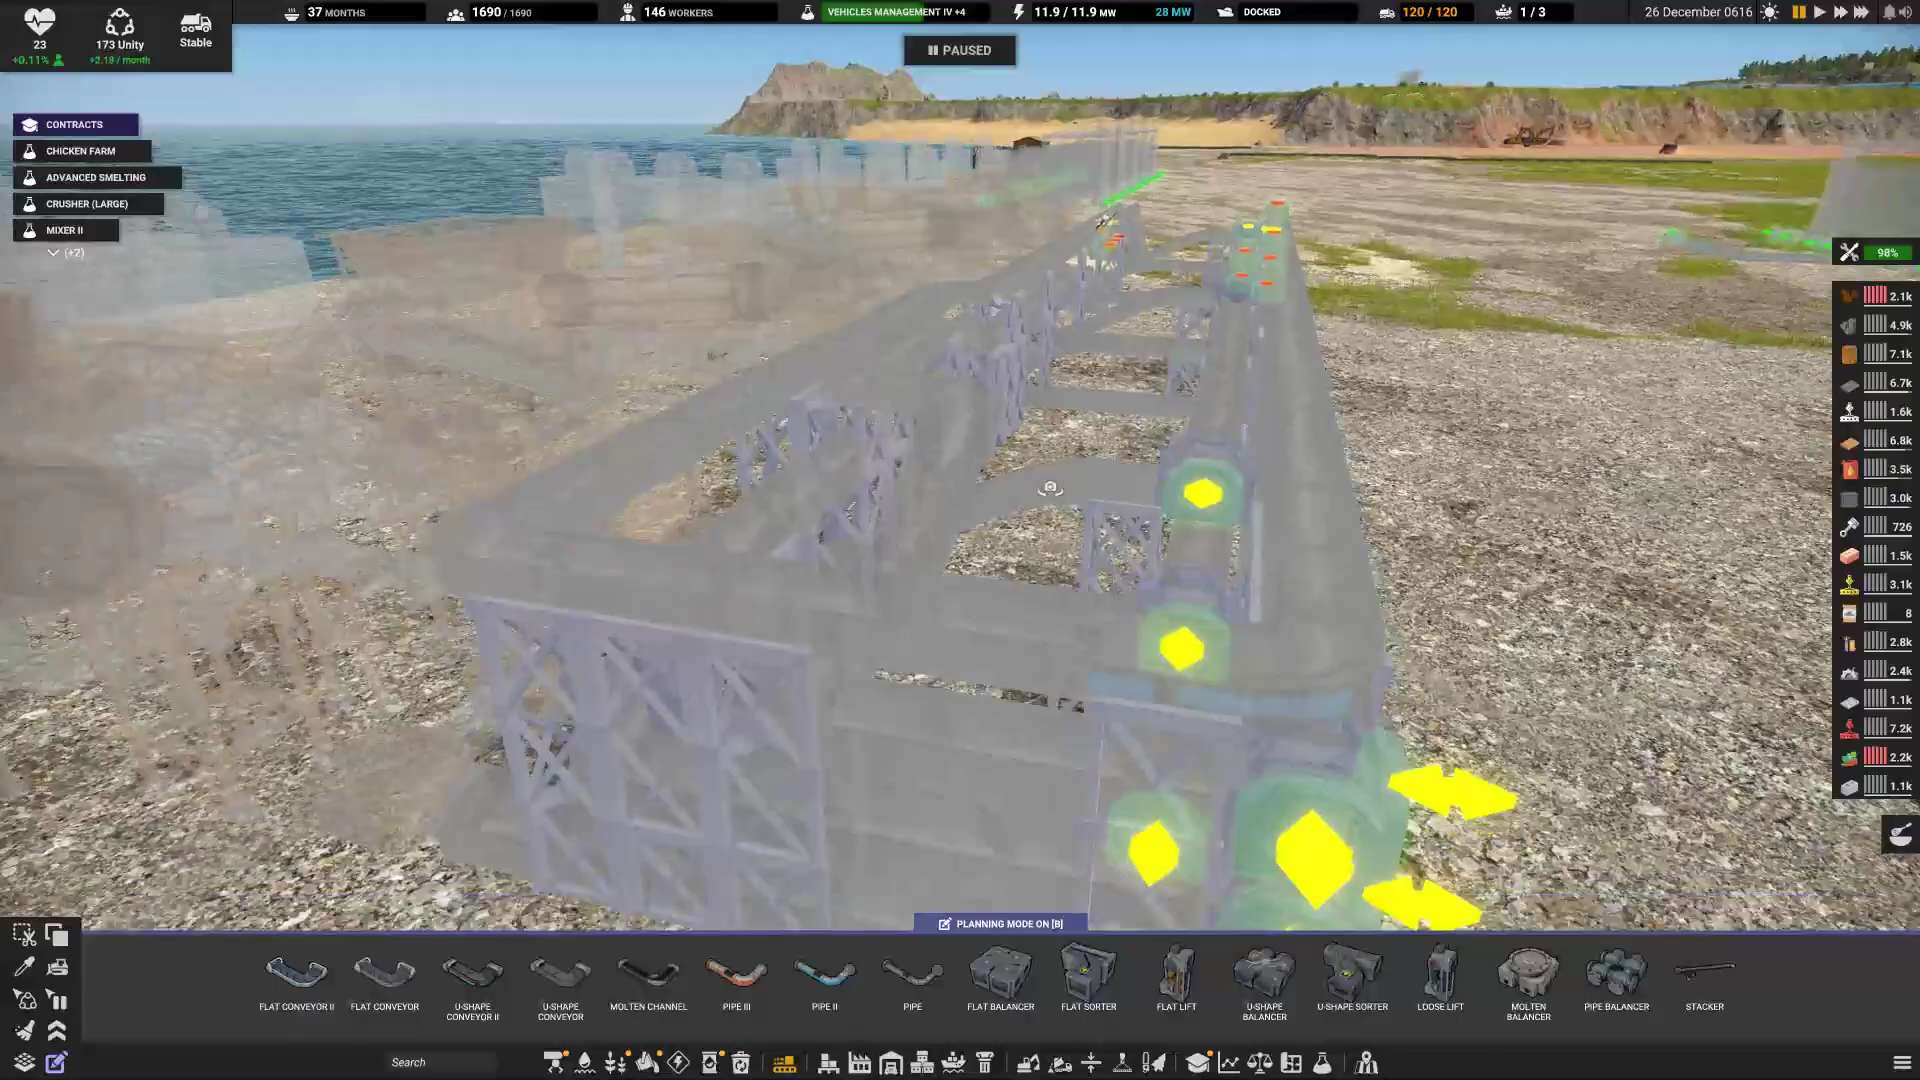 37 MONTHS
1690 / 1690
146 WORKERS
VEHICLES MANAGEMENT IV +4
11.9 / 11.9 MW
28 MW
DOCKED
120 / 120
1 / 3
26 December 0616
23
+0.11%
173 Unity
+2.18 / month
Stable
PAUSED
CONTRACTS
CHICKEN FARM
ADVANCED SMELTING
CRUSHER (LARGE)
MIXER II
(+2)
98%
2.1k
4.9k
7.1k
6.7k
1.6k
6.8k
3.5k
3.0k
726
1.5k
3.1k
8
2.8k
2.4k
1.1k
7.2k
2.2k
1.1k
PLANNING MODE ON [B]
FLAT CONVEYOR II
FLAT CONVEYOR
U-SHAPE CONVEYOR II
U-SHAPE CONVEYOR
MOLTEN CHANNEL
PIPE III
PIPE II
PIPE
FLAT BALANCER
FLAT SORTER
FLAT LIFT
U-SHAPE BALANCER
U-SHAPE SORTER
LOOSE LIFT
MOLTEN BALANCER
PIPE BALANCER
STACKER
Search